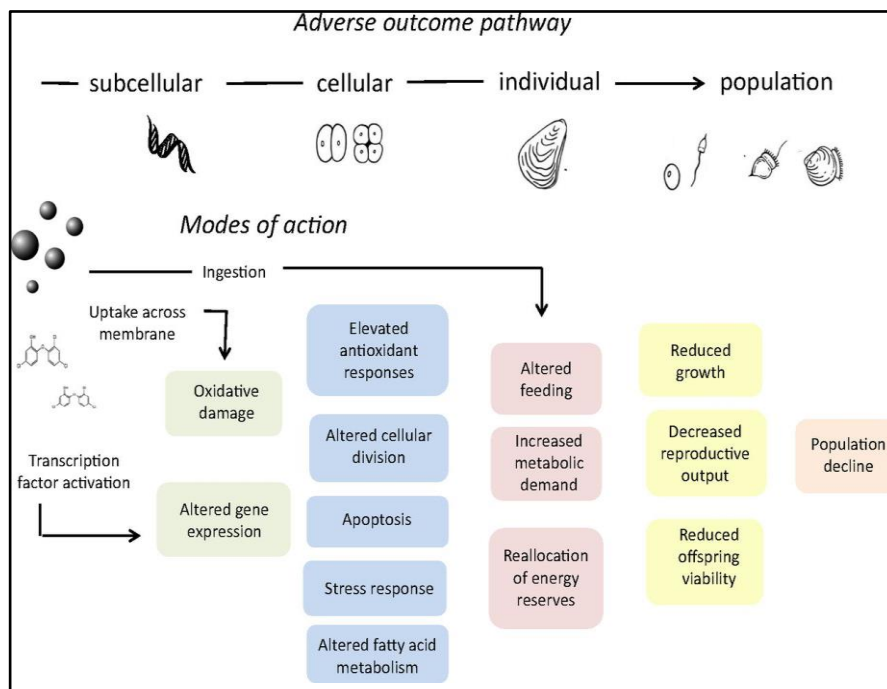 Adverse outcome pathway
subcellular cellular individual population
Modes of action
Ingestion
Uptake across
membrane
Transcription
factor activation
Oxidative
damage
Altered gene
expression
Elevated
antioxidant
responses
Altered cellular
division
Apoptosis
Stress response
Altered fatty acid
metabolism
Altered
feeding
Increased
metabolic
demand
Reallocation
of energy
reserves
Reduced
growth
Decreased
reproductive
output
Reduced
offspring
viability
Population
decline